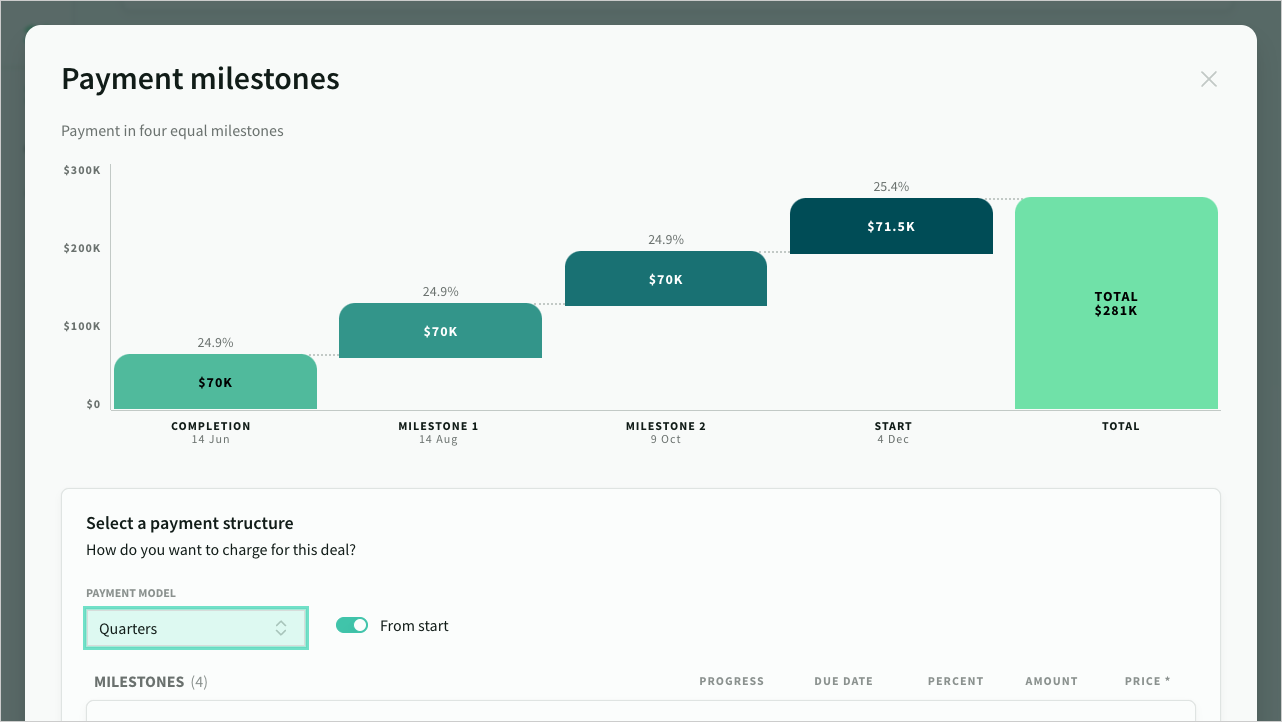 Payment milestones
Payment in four equal milestones
$300K
25.4%
$71.5K
$200K
24.9%
$70K
TOTAL
$281K
24.9%
$70K
$100K
24.9%
$70K
$0
COMPLETION MILESTONE 1 MILESTONE 2 START TOTAL
14 Jun 14 Aug 9 Oct 4 Dec
Select a payment structure
How do you want to charge for this deal?
PAYMENT MODEL
Quarters From start
MILESTONES (4) PROGRESS DUE DATE PERCENT AMOUNT PRICE *